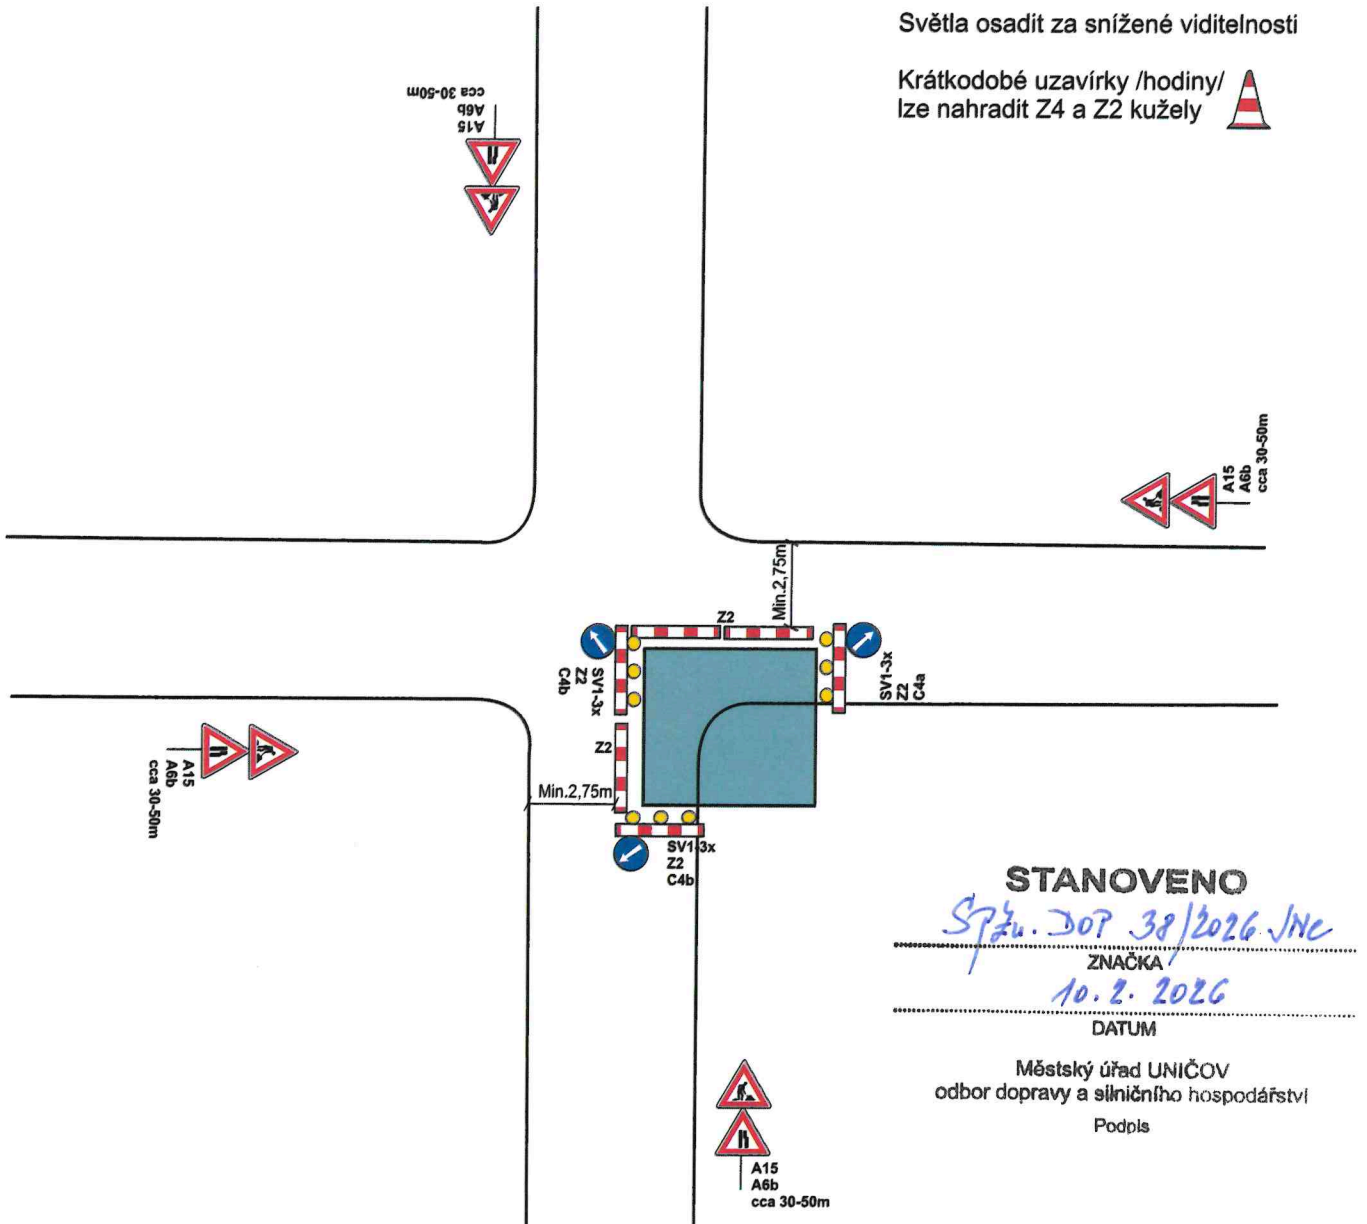 Světla osadit za snížené viditelnosti
Krátkodobé uzavírky /hodiny/
lze nahradit Z4 a Z2 kužely
A15
A6b
cca 30-50m
A15
A6b
cca 30-50m
Min.2,75m
Z2
SV1-3x
Z2
C4b
SV1-3x
Z2
C4a
Z2
A15
A6b
cca 30-50m
Min.2,75m
SV1-3x
Z2
C4b
STANOVENO
DOP 38/2026
ZNAČKA
10. 2. 2026
DATUM
Městský úřad UNIČOV
odbor dopravy a silničního hospodářství
Podpis
A15
A6b
cca 30-50m